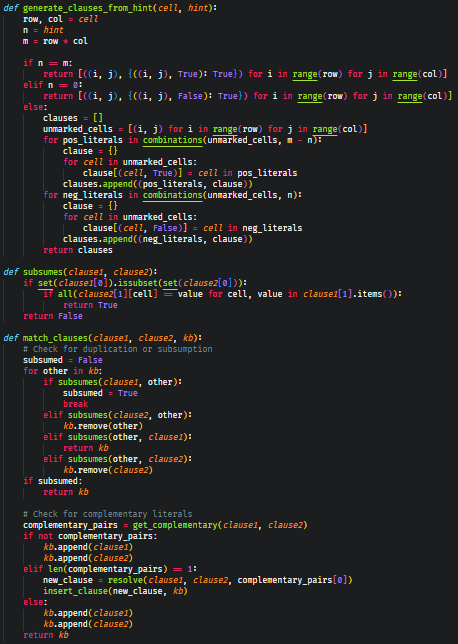 def generate_clauses_from_hint(cell, hint):
    row, col = cell
    n = hint
    m = row * col

    if n == m:
        return [((i, j), {((i, j), True): True}) for i in range(row) for j in range(col)]
    elif n == 0:
        return [((i, j), {((i, j), False): True}) for i in range(row) for j in range(col)]
    else:
        clauses = []
        unmarked_cells = [(i, j) for i in range(row) for j in range(col)]
        for pos_literals in combinations(unmarked_cells, m - n):
            clause = {}
            for cell in unmarked_cells:
                clause[(cell, True)] = cell in pos_literals
            clauses.append((pos_literals, clause))
        for neg_literals in combinations(unmarked_cells, n):
            clause = {}
            for cell in unmarked_cells:
                clause[(cell, False)] = cell in neg_literals
            clauses.append((neg_literals, clause))
        return clauses

def subsumes(clause1, clause2):
    if set(clause1[0]).issubset(set(clause2[0])):
        if all(clause2[1][cell] == value for cell, value in clause1[1].items()):
            return True
    return False

def match_clauses(clause1, clause2, kb):
    # Check for duplication or subsumption
    subsumed = False
    for other in kb:
        if subsumes(clause1, other):
            subsumed = True
            break
        elif subsumes(clause2, other):
            kb.remove(other)
        elif subsumes(other, clause1):
            return kb
        elif subsumes(other, clause2):
            kb.remove(clause2)
    if subsumed:
        return kb

    # Check for complementary literals
    complementary_pairs = get_complementary(clause1, clause2)
    if not complementary_pairs:
        kb.append(clause1)
        kb.append(clause2)
    elif len(complementary_pairs) == 1:
        new_clause = resolve(clause1, clause2, complementary_pairs[0])
        insert_clause(new_clause, kb)
    else:
        kb.append(clause1)
        kb.append(clause2)
    return kb